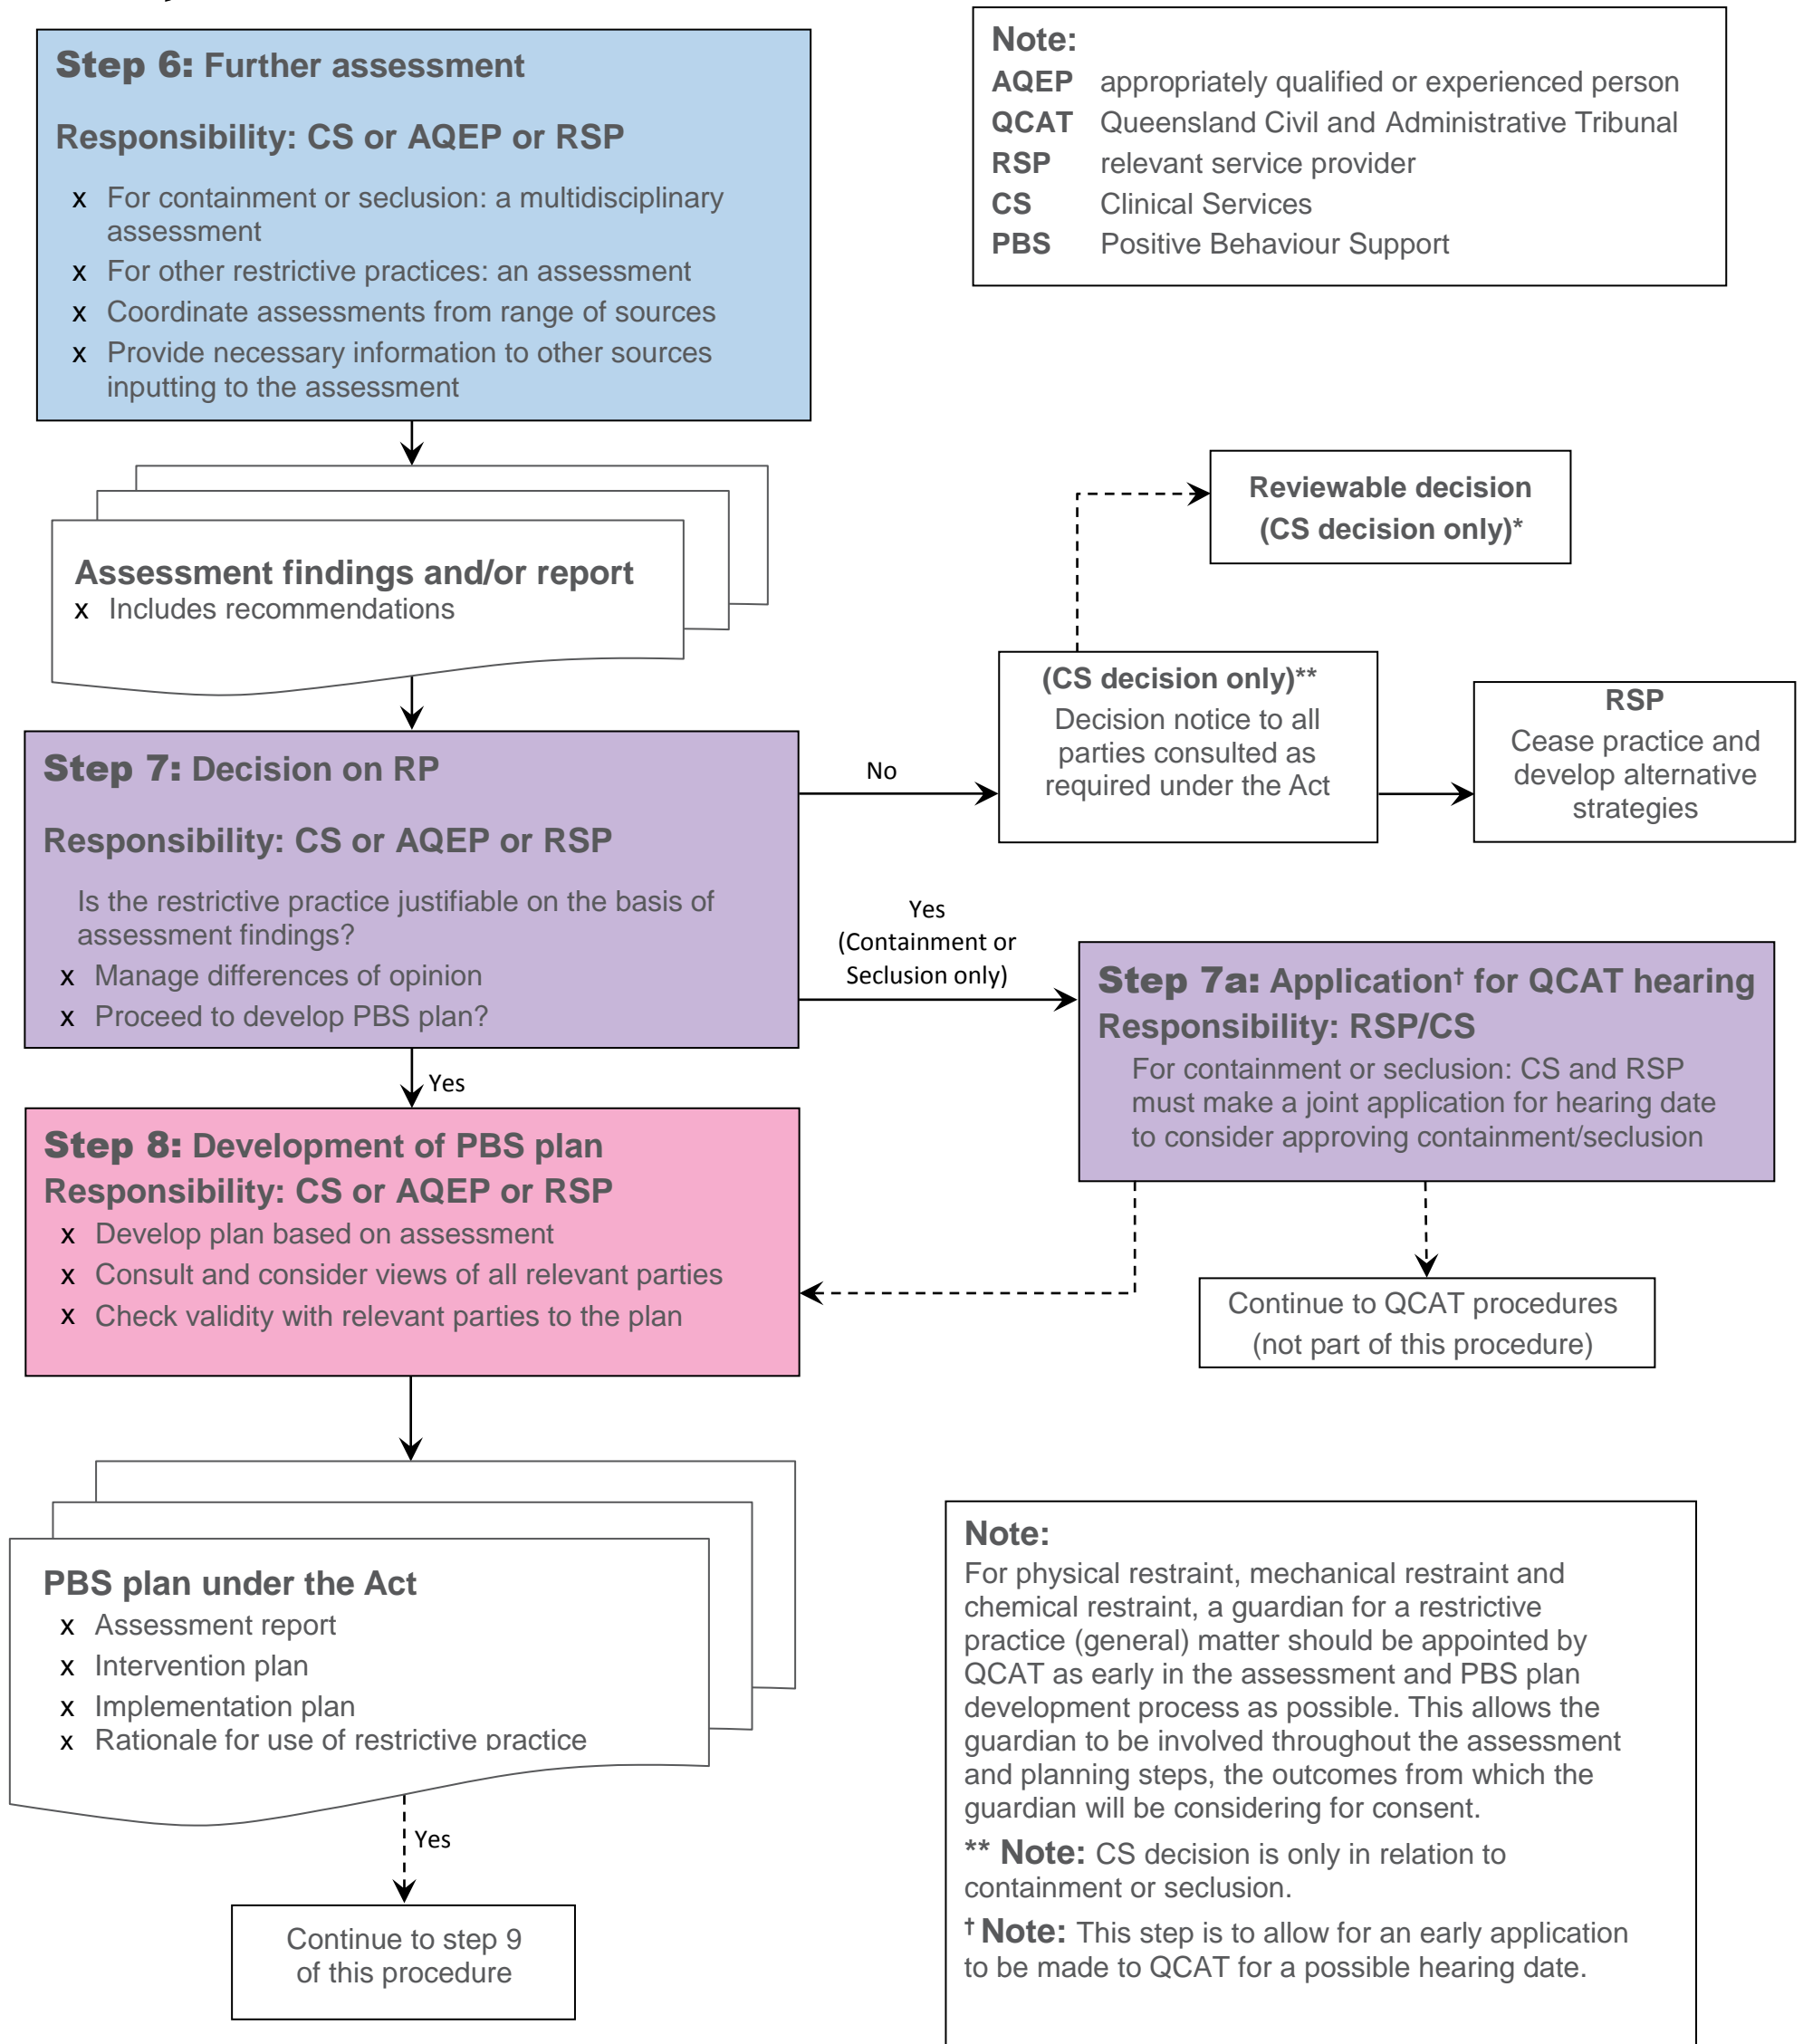 Step 6: Further assessment
Responsibility: CS or AQEP or RSP
x For containment or seclusion: a multidisciplinary
assessment
x For other restrictive practices: an assessment
x Coordinate assessments from range of sources
x Provide necessary information to other sources
inputting to the assessment
Note:
AQEP appropriately qualified or experienced person
QCAT Queensland Civil and Administrative Tribunal
RSP relevant service provider
CS Clinical Services
PBS Positive Behaviour Support
Assessment findings and/or report
x Includes recommendations
Reviewable decision
(CS decision only)*
(CS decision only)**
Decision notice to all
parties consulted as
required under the Act
RSP
Cease practice and
develop alternative
strategies
Step 7: Decision on RP
Responsibility: CS or AQEP or RSP
Is the restrictive practice justifiable on the basis of
assessment findings?
x Manage differences of opinion
x Proceed to develop PBS plan?
No
Yes
(Containment or
Seclusion only)
Step 7a: Application† for QCAT hearing
Responsibility: RSP/CS
For containment or seclusion: CS and RSP
must make a joint application for hearing date
to consider approving containment/seclusion
Yes
Step 8: Development of PBS plan
Responsibility: CS or AQEP or RSP
x Develop plan based on assessment
x Consult and consider views of all relevant parties
x Check validity with relevant parties to the plan
Continue to QCAT procedures
(not part of this procedure)
PBS plan under the Act
x Assessment report
x Intervention plan
x Implementation plan
x Rationale for use of restrictive practice
Yes
Continue to step 9
of this procedure
Note:
For physical restraint, mechanical restraint and
chemical restraint, a guardian for a restrictive
practice (general) matter should be appointed by
QCAT as early in the assessment and PBS plan
development process as possible. This allows the
guardian to be involved throughout the assessment
and planning steps, the outcomes from which the
guardian will be considering for consent.
** Note: CS decision is only in relation to
containment or seclusion.
† Note: This step is to allow for an early application
to be made to QCAT for a possible hearing date.